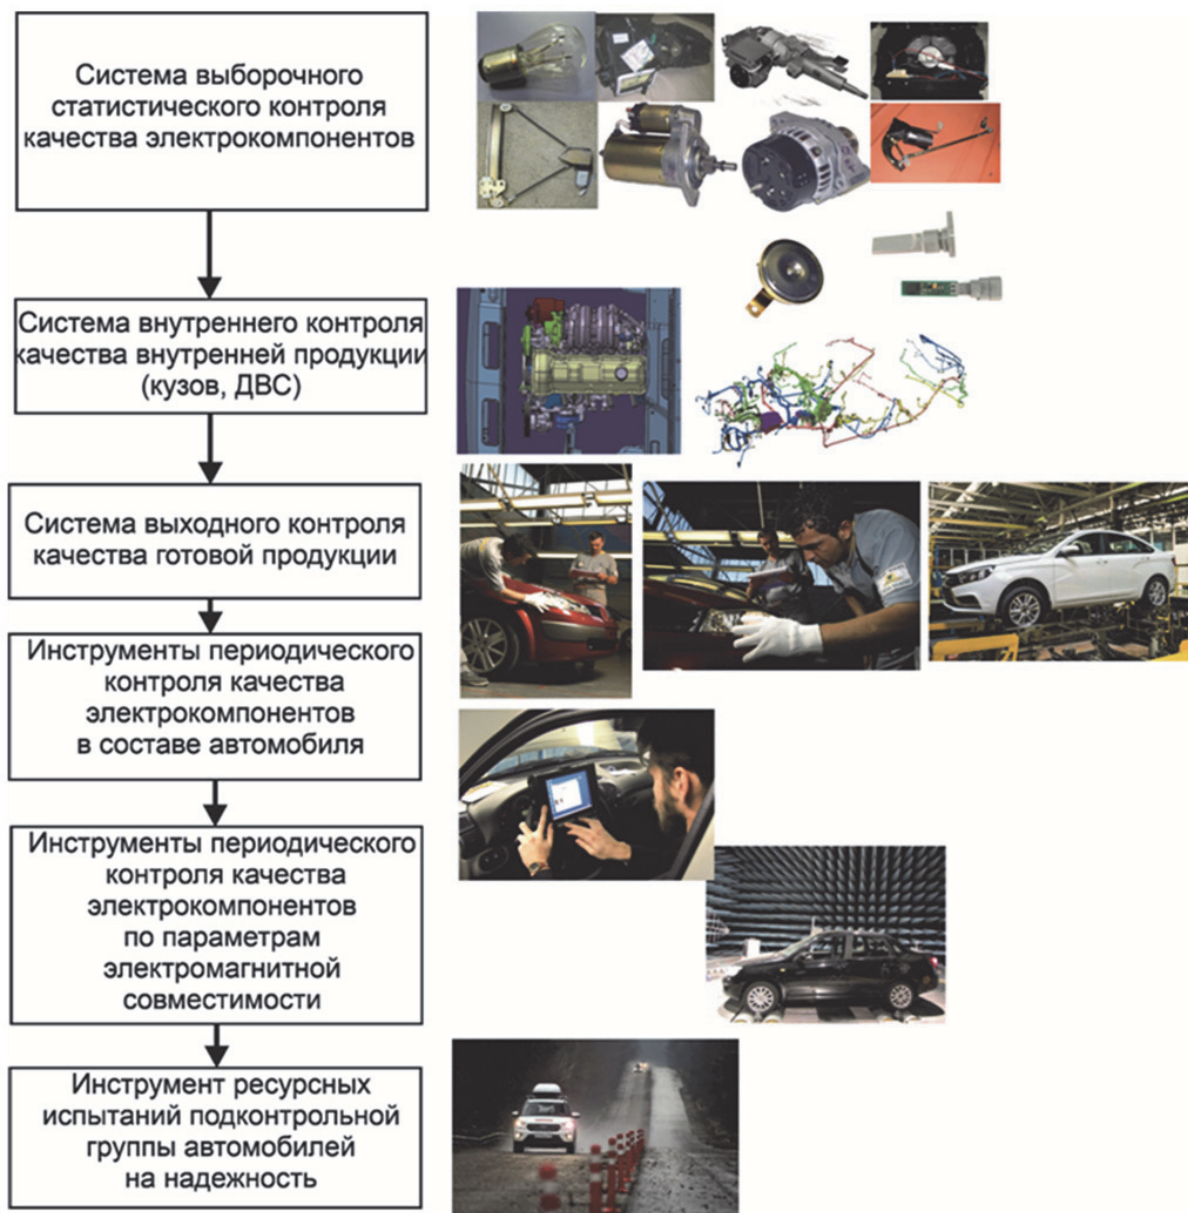 Система выборочного
статистического контроля
качества электрокомпонентов
Система внутреннего контроля
качества внутренней продукции
(кузов, ДВС)
Система выходного контроля
качества готовой продукции
Инструменты периодического
контроля качества
электрокомпонентов
в составе автомобиля
Инструменты периодического
контроля качества
электрокомпонентов
по параметрам
электромагнитной
совместимости
Инструмент ресурсных
испытаний подконтрольной
группы автомобилей
на надежность